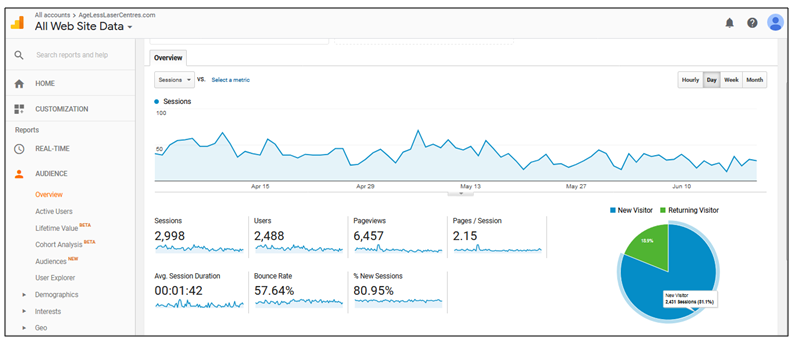 All accounts > AgeLessLaserCentres.com
All Web Site Data
Search reports and help
HOME
CUSTOMIZATION
Reports
REAL-TIME
AUDIENCE
Overview
Active Users
Lifetime Value BETA
Cohort Analysis BETA
Audiences NEW
User Explorer
Demographics
Interests
Geo
Overview
Sessions VS. Select a metric
Hourly Day Week Month
Sessions
100
50
Apr 15 Apr 29 May 13 May 27 Jun 10
Sessions Users Pageviews Pages / Session
2,998 2,488 6,457 2.15
Avg. Session Duration Bounce Rate % New Sessions
00:01:42 57.64% 80.95%
New Visitor Returning Visitor
18.9%
New Visitor
2,431 Sessions (81.1%)